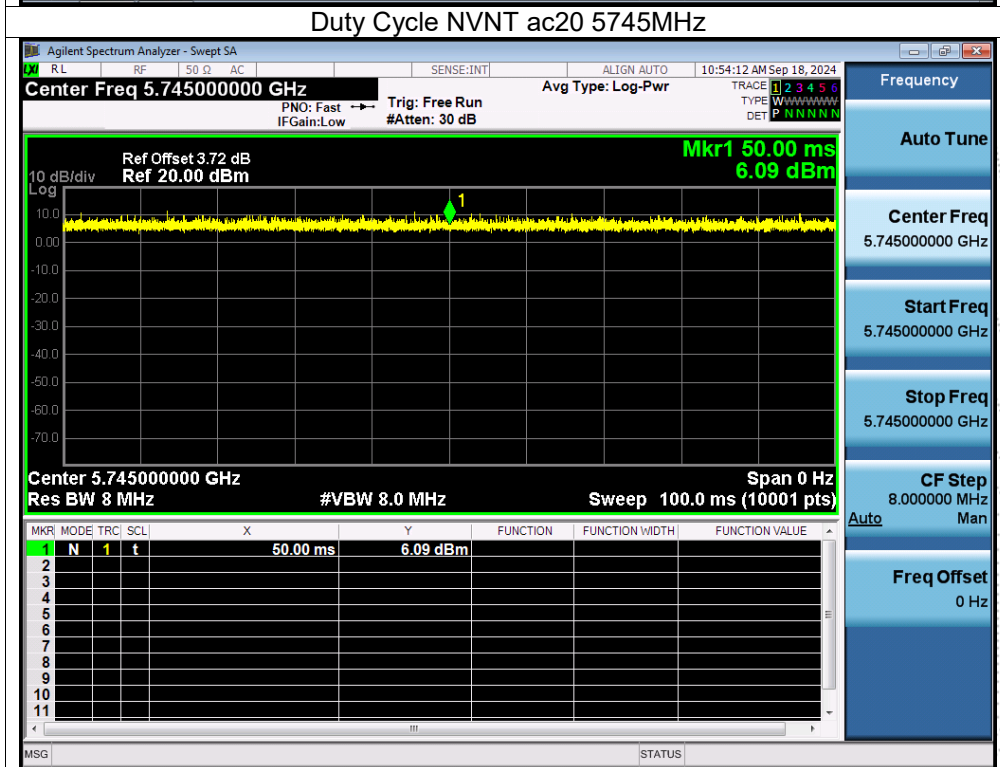 Duty Cycle NVNT ac20 5745MHz
Agilent Spectrum Analyzer - Swept SA
LXI RL RF 50 Ω AC SENSE:INT ALIGN AUTO 10:54:12 AM Sep 18, 2024
Center Freq 5.745000000 GHz
PNO: Fast
IFGain:Low
Trig: Free Run
#Atten: 30 dB
Avg Type: Log-Pwr
TRACE 1 2 3 4 5 6
TYPE WWWWWW
DET P N N N N N
Ref Offset 3.72 dB
Ref 20.00 dBm
10 dB/div
Log
Mkr1 50.00 ms
6.09 dBm
1
10.0
0.00
-10.0
-20.0
-30.0
-40.0
-50.0
-60.0
-70.0
Center 5.745000000 GHz Span 0 Hz
Res BW 8 MHz #VBW 8.0 MHz Sweep 100.0 ms (10001 pts)
MKR MODE TRC SCL X Y FUNCTION FUNCTION WIDTH FUNCTION VALUE
1 N 1 t 50.00 ms 6.09 dBm
2
3
4
5
6
7
8
9
10
11
MSG STATUS
Frequency
Auto Tune
Center Freq
5.745000000 GHz
Start Freq
5.745000000 GHz
Stop Freq
5.745000000 GHz
CF Step
8.000000 MHz
Auto Man
Freq Offset
0 Hz